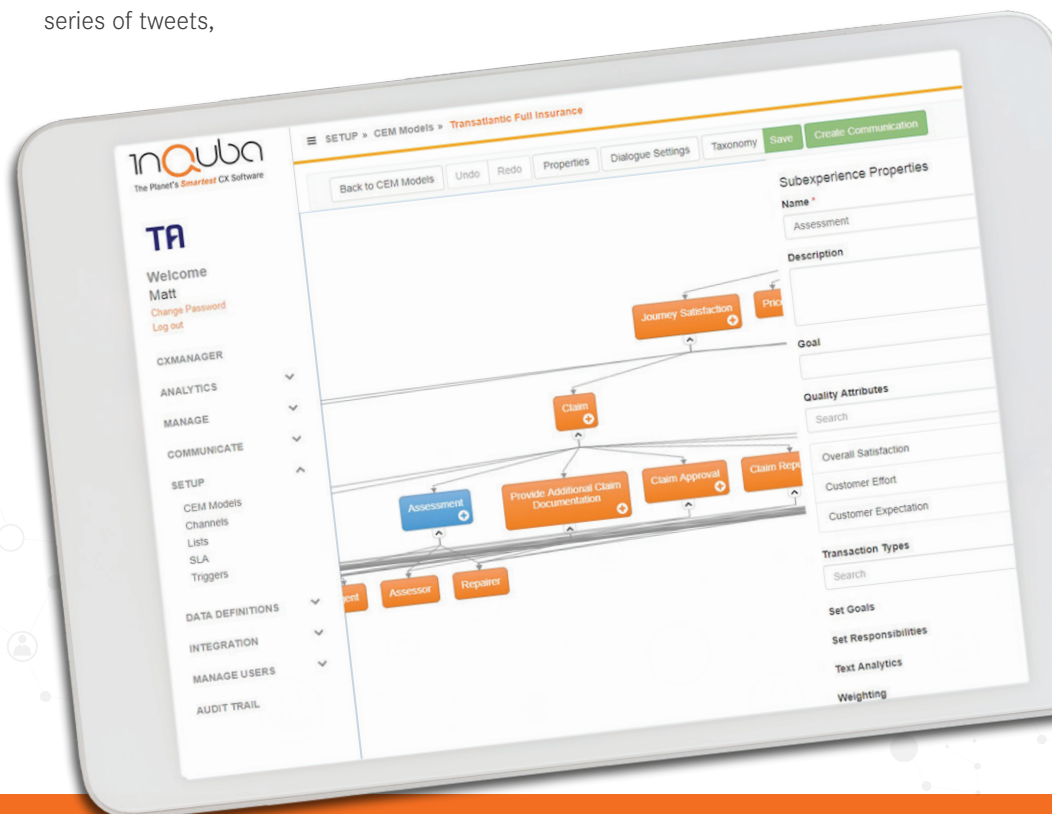 series of tweets,
inQuba
The Planet's Smartest CX Software
TA
Welcome
Matt
Change Password
Log out
CXMANAGER
ANALYTICS
MANAGE
COMMUNICATE
SETUP
CEM Models
Channels
Lists
SLA
Triggers
DATA DEFINITIONS
INTEGRATION
MANAGE USERS
AUDIT TRAIL
SETUP » CEM Models » Transatlantic Full Insurance
Back to CEM Models Undo Redo Properties Dialogue Settings Taxonomy Save Create Communication
Journey Satisfaction
Claim
Assessment
Provide Additional Claim
Documentation
Claim Approval
Claim
Assessor
Repairer
Subexperience Properties
Name *
Assessment
Description
Goal
Quality Attributes
Search
Overall Satisfaction
Customer Effort
Customer Expectation
Transaction Types
Search
Set Goals
Set Responsibilities
Text Analytics
Weighting